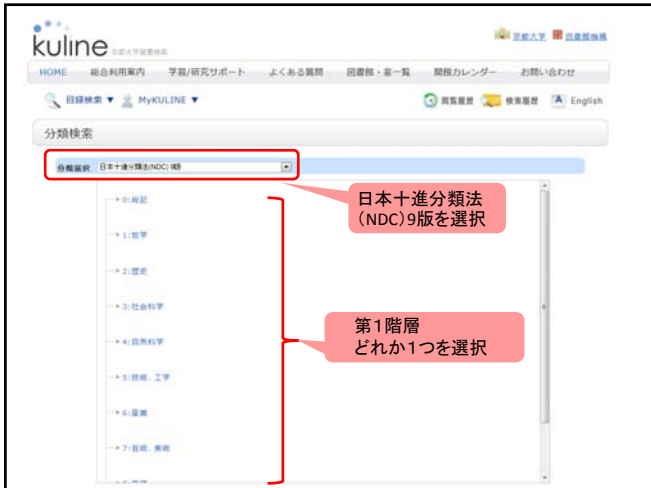 kuline 京都大学蔵書検索
京都大学 図書館機構
HOME 総合利用案内 学習/研究サポート よくある質問 図書館・室一覧 開館カレンダー お問い合わせ
目録検索 ▼ MyKULINE ▼ 閲覧履歴 検索履歴 A English
分類検索
分類選択 日本十進分類法(NDC) 9版
日本十進分類法
(NDC)9版を選択
0:総記
1:哲学
2:歴史
3:社会科学
第1階層
どれか1つを選択
4:自然科学
5:技術、工学
6:産業
7:芸術、美術